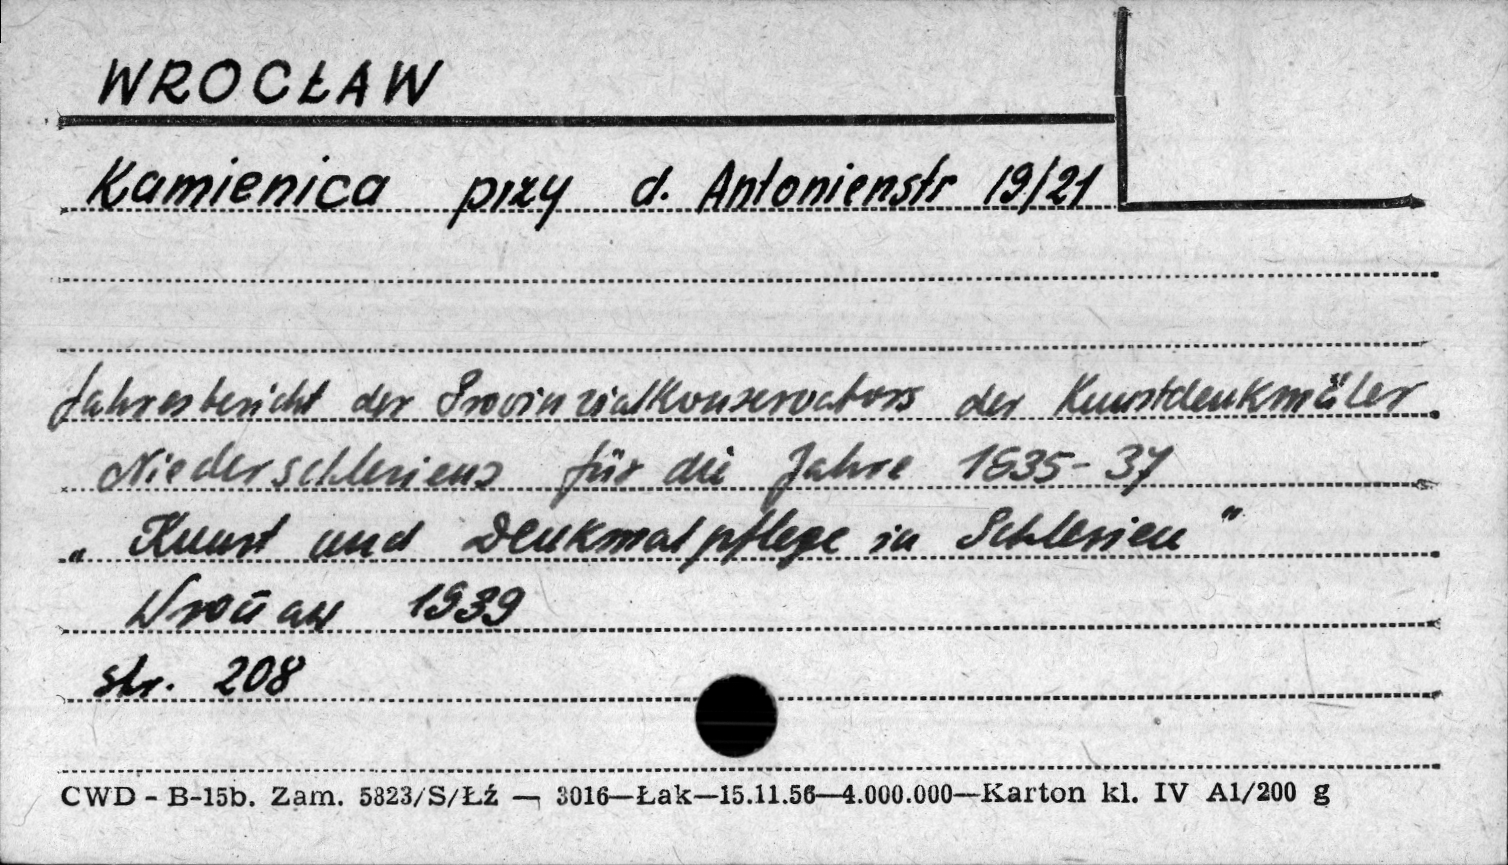 WROCŁAW
Kamienica przy d. Antonienstr 19/21
Jahresbericht der Provinzialkonservators der Kunstdenkmäler
Niederschlesiens für die Jahre 1935-37
„Kunst und Denkmalpflege in Schlesien"
Wrocław 1939
str. 208
CWD - B-15b. Zam. 5823/S/Łź — 3016—Łak—15.11.56—4.000.000—Karton kl. IV A1/200 g